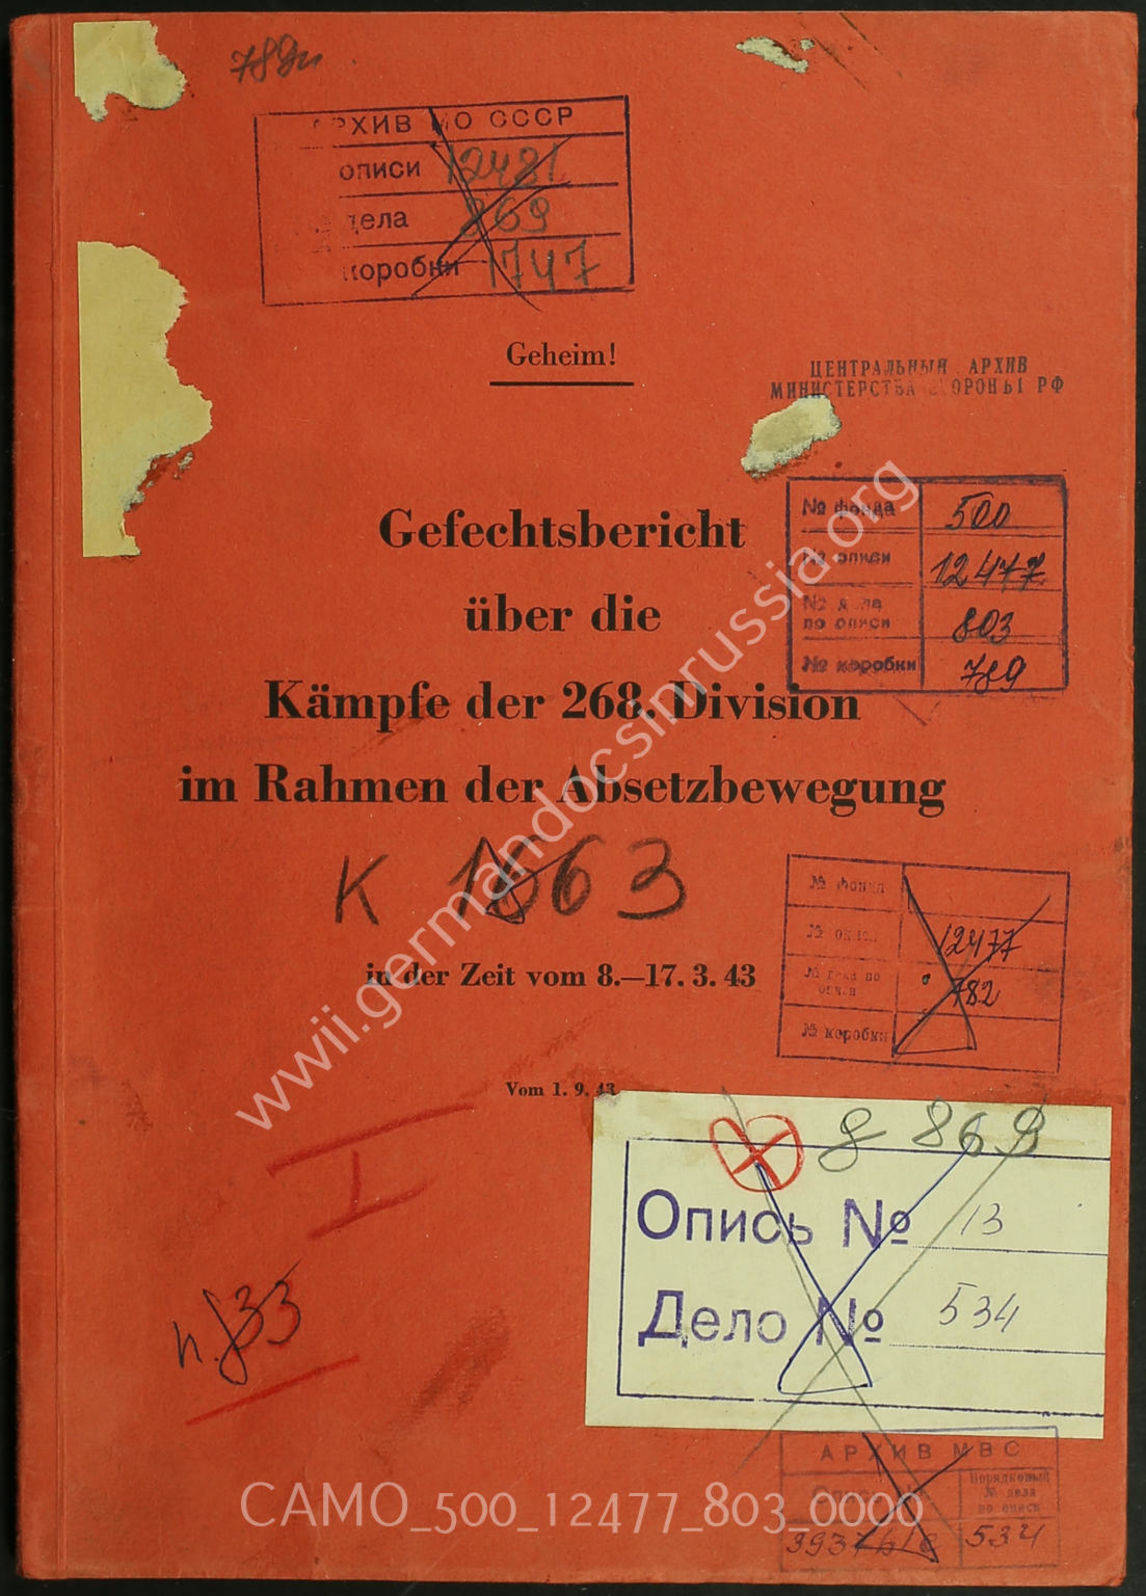 АРХИВ МО СССР
описи 12481
дела 869
коробки 1747
Geheim!
ЦЕНТРАЛЬНЫЙ АРХИВ
МИНИСТЕРСТВА ОБОРОНЫ РФ
№ фонда 500
№ описи 12477
№ дела
по описи 803
№ коробки 789
Gefechtsbericht
über die
Kämpfe der 268. Division
im Rahmen der Absetzbewegung
К 1663
in der Zeit vom 8.—17. 3. 43
№ фонда
№ описи 12477
№ дела по
описи 782
№ коробки
Vom 1. 9. 43
8 869
Опись № 13
Дело № 534
I
АРХИВ МВС
Опись №
Порядковый
№ дела
по описи
534
wwii.germandocsinrussia.org
CAMO_500_12477_803_0000